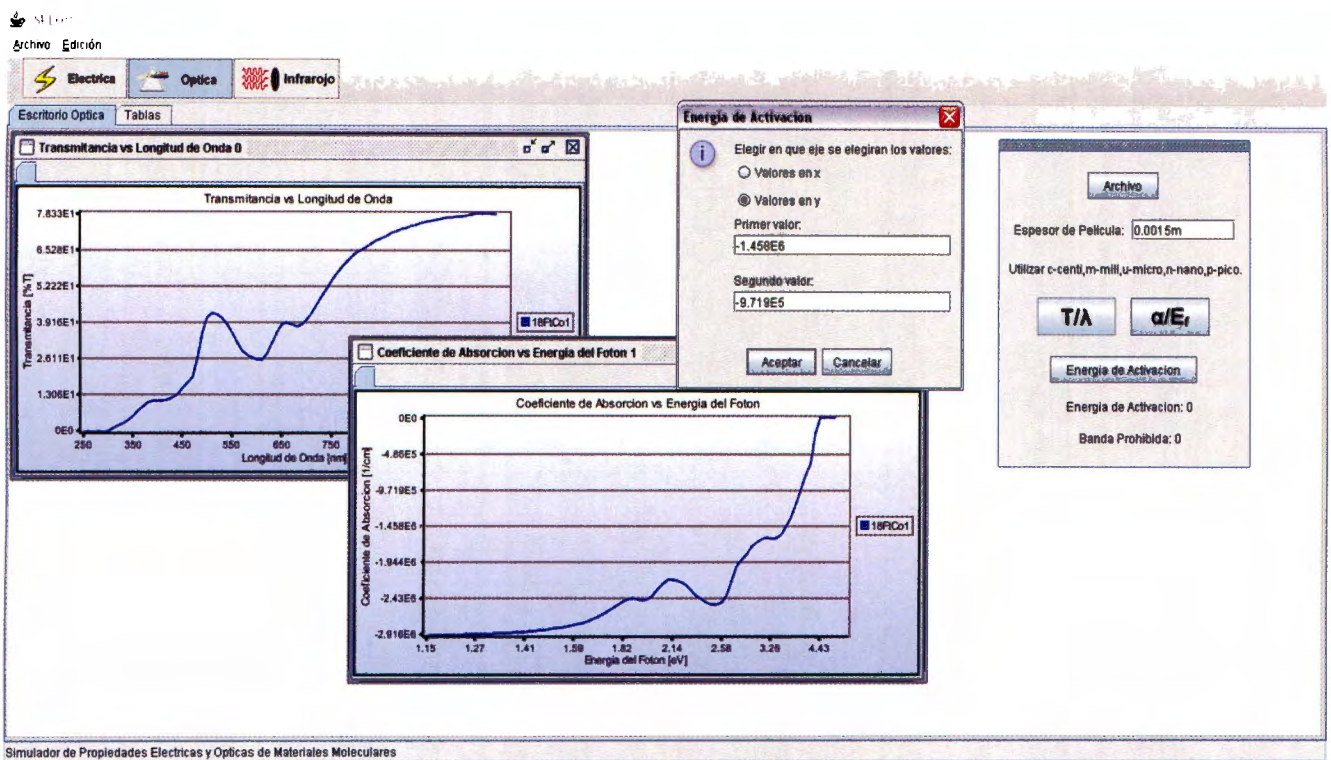 Archivo Edición
Electrica Optica Infrarojo
Escritorio Optica Tablas
Transmitancia vs Longitud de Onda 0
Transmitancia vs Longitud de Onda
7.833E1
6.528E1
5.222E1
3.916E1
2.611E1
1.306E1
0E0
Transmitancia [%T]
250 350 450 550 650 750
Longitud de Onda [nm]
18FtCo1
Coeficiente de Absorcion vs Energia del Foton 1
Coeficiente de Absorcion vs Energia del Foton
0E0
-4.86E5
-9.719E5
-1.458E6
-1.944E6
-2.43E6
-2.916E6
Coeficiente de Absorcion [1/cm]
1.15 1.27 1.41 1.59 1.82 2.14 2.58 3.26 4.43
Energia del Foton [eV]
18FtCo1
Energia de Activacion
Elegir en que eje se elegiran los valores:
Valores en x
Valores en y
Primer valor:
-1.458E6
Segundo valor:
-9.719E5
Aceptar Cancelar
Archivo
Espesor de Pelicula: 0.0015m
Utilizar c-centi,m-mili,u-micro,n-nano,p-pico.
T/λ α/Ef
Energia de Activacion
Energia de Activacion: 0
Banda Prohibida: 0
Simulador de Propiedades Electricas y Opticas de Materiales Moleculares